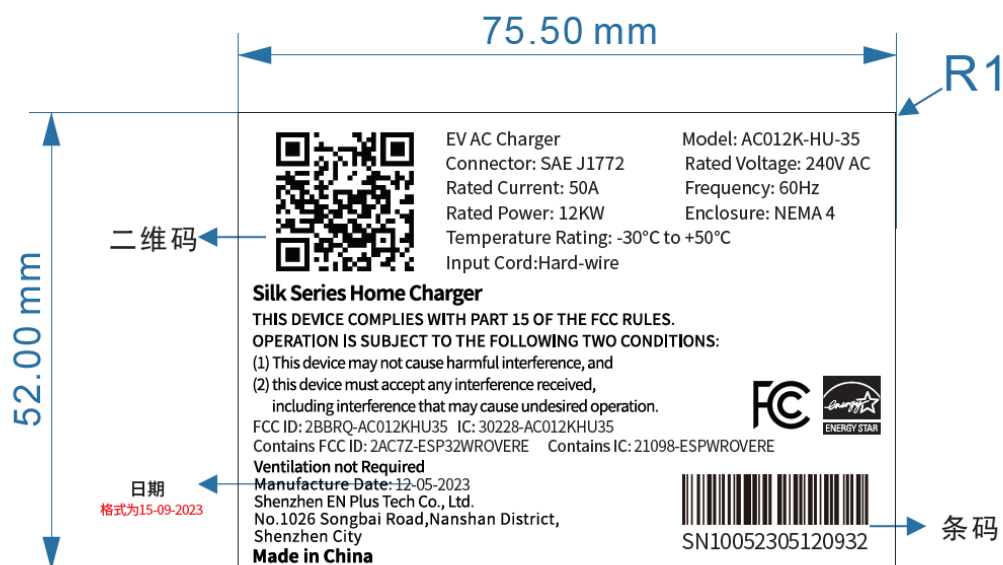 75.50 mm
R1
52.00 mm
EV AC Charger
Model: AC012K-HU-35
Connector: SAE J1772
Rated Voltage: 240V AC
Rated Current: 50A
Frequency: 60Hz
Rated Power: 12KW
Enclosure: NEMA 4
Temperature Rating: -30°C to +50°C
Input Cord:Hard-wire
二维码
Silk Series Home Charger
THIS DEVICE COMPLIES WITH PART 15 OF THE FCC RULES.
OPERATION IS SUBJECT TO THE FOLLOWING TWO CONDITIONS:
(1) This device may not cause harmful interference, and
(2) this device must accept any interference received,
including interference that may cause undesired operation.
FC
energy
ENERGY STAR
FCC ID: 2BBRQ-AC012KHU35 IC: 30228-AC012KHU35
Contains FCC ID: 2AC7Z-ESP32WROVERE Contains IC: 21098-ESPWROVERE
Ventilation not Required
Manufacture Date: 12-05-2023
日期
格式为15-09-2023
Shenzhen EN Plus Tech Co., Ltd.
No.1026 Songbai Road,Nanshan District,
Shenzhen City
Made in China
SN10052305120932
条码